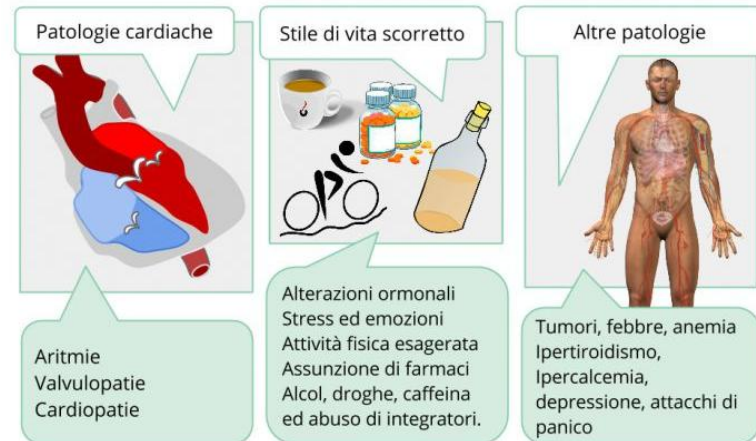 Patologie cardiache
Stile di vita scorretto
Altre patologie
Aritmie
Valvulopatie
Cardiopatie
Alterazioni ormonali
Stress ed emozioni
Attività fisica esagerata
Assunzione di farmaci
Alcol, droghe, caffeina
ed abuso di integratori.
Tumori, febbre, anemia
Ipertiroidismo,
Ipercalcemia,
depressione, attacchi di
panico